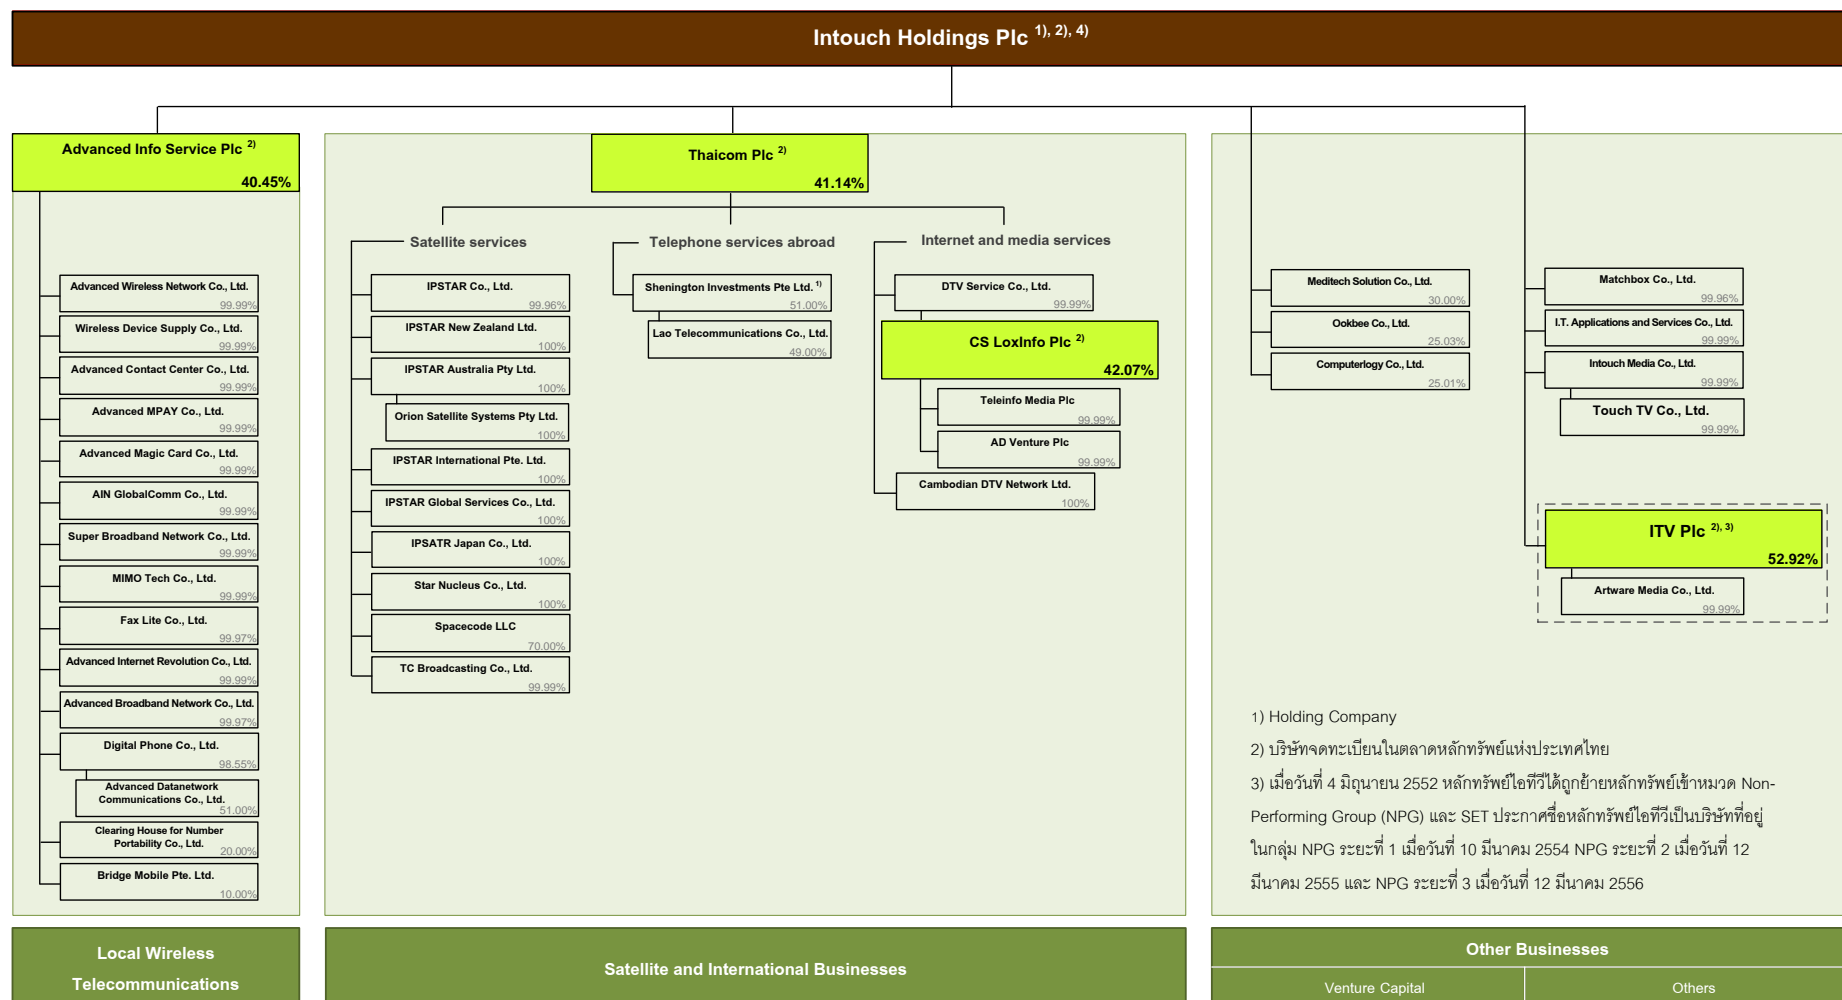 Intouch Holdings Plc 1), 2), 4)
Advanced Info Service Plc 2)
40.45%
Advanced Wireless Network Co., Ltd.
99.99%
Wireless Device Supply Co., Ltd.
99.99%
Advanced Contact Center Co., Ltd.
99.99%
Advanced MPAY Co., Ltd.
99.99%
Advanced Magic Card Co., Ltd.
99.99%
AIN GlobalComm Co., Ltd.
99.99%
Super Broadband Network Co., Ltd.
99.99%
MIMO Tech Co., Ltd.
99.99%
Fax Lite Co., Ltd.
99.97%
Advanced Internet Revolution Co., Ltd.
99.99%
Advanced Broadband Network Co., Ltd.
99.97%
Digital Phone Co., Ltd.
98.55%
Advanced Datanetwork
Communications Co., Ltd.
51.00%
Clearing House for Number
Portability Co., Ltd.
20.00%
Bridge Mobile Pte. Ltd.
10.00%
Thaicom Plc 2)
41.14%
Satellite services
IPSTAR Co., Ltd.
99.96%
IPSTAR New Zealand Ltd.
100%
IPSTAR Australia Pty Ltd.
100%
Orion Satellite Systems Pty Ltd.
100%
IPSTAR International Pte. Ltd.
100%
IPSTAR Global Services Co., Ltd.
100%
IPSATR Japan Co., Ltd.
100%
Star Nucleus Co., Ltd.
100%
Spacecode LLC
70.00%
TC Broadcasting Co., Ltd.
99.99%
Telephone services abroad
Shenington Investments Pte Ltd. 1)
51.00%
Lao Telecommunications Co., Ltd.
49.00%
Internet and media services
DTV Service Co., Ltd.
99.99%
CS LoxInfo Plc 2)
42.07%
Teleinfo Media Plc
99.99%
AD Venture Plc
99.99%
Cambodian DTV Network Ltd.
100%
Meditech Solution Co., Ltd.
30.00%
Ookbee Co., Ltd.
25.03%
Computerlogy Co., Ltd.
25.01%
Matchbox Co., Ltd.
99.96%
I.T. Applications and Services Co., Ltd.
99.99%
Intouch Media Co., Ltd.
99.99%
Touch TV Co., Ltd.
99.99%
ITV Plc 2), 3)
52.92%
Artware Media Co., Ltd.
99.99%
1) Holding Company
2) บริษัทจดทะเบียนในตลาดหลักทรัพย์แห่งประเทศไทย
3) เมื่อวันที่ 4 มิถุนายน 2552 หลักทรัพย์ไอทีวีได้ถูกย้ายหลักทรัพย์เข้าหมวด Non-
Performing Group (NPG) และ SET ประกาศชื่อหลักทรัพย์ไอทีวีเป็นบริษัทที่อยู่
ในกลุ่ม NPG ระยะที่ 1 เมื่อวันที่ 10 มีนาคม 2554 NPG ระยะที่ 2 เมื่อวันที่ 12
มีนาคม 2555 และ NPG ระยะที่ 3 เมื่อวันที่ 12 มีนาคม 2556
Local Wireless
Telecommunications
Satellite and International Businesses
Other Businesses
Venture Capital
Others